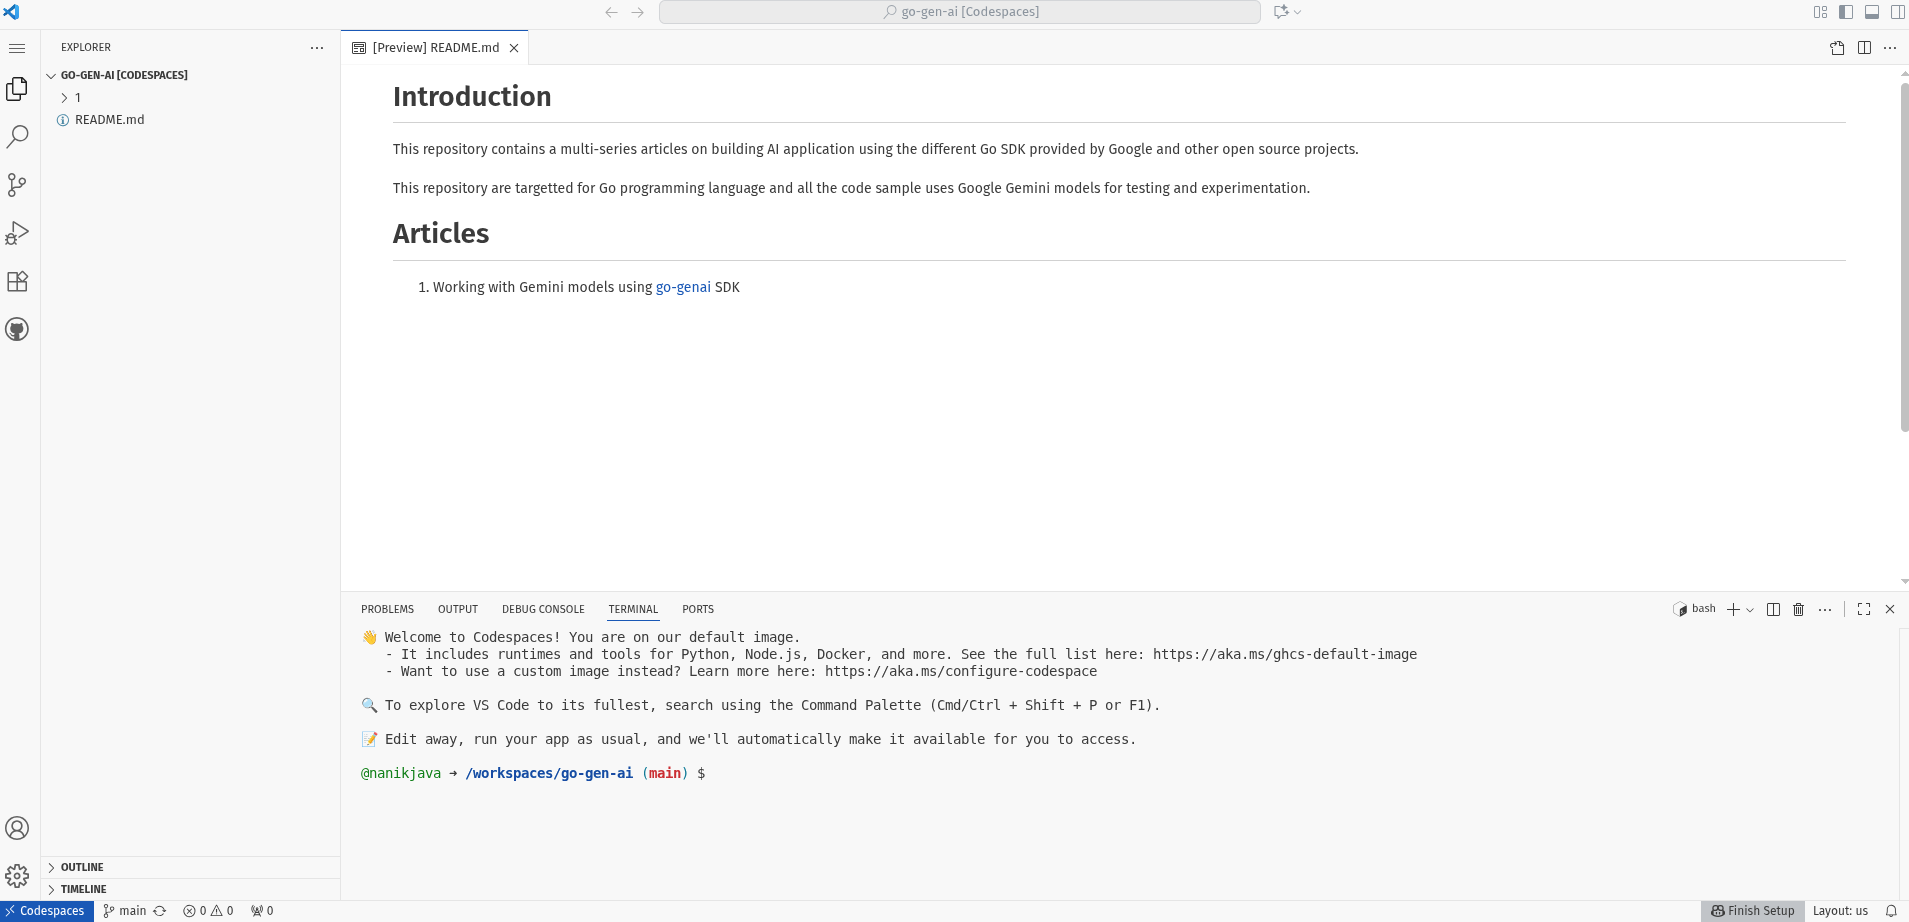 go-gen-ai [Codespaces]
EXPLORER
GO-GEN-AI [CODESPACES]
1
README.md
[Preview] README.md
Introduction
This repository contains a multi-series articles on building AI application using the different Go SDK provided by Google and other open source projects.
This repository are targetted for Go programming language and all the code sample uses Google Gemini models for testing and experimentation.
Articles
1. Working with Gemini models using go-genai SDK
PROBLEMS OUTPUT DEBUG CONSOLE TERMINAL PORTS
bash
👋 Welcome to Codespaces! You are on our default image.
- It includes runtimes and tools for Python, Node.js, Docker, and more. See the full list here: https://aka.ms/ghcs-default-image
- Want to use a custom image instead? Learn more here: https://aka.ms/configure-codespace
🔍 To explore VS Code to its fullest, search using the Command Palette (Cmd/Ctrl + Shift + P or F1).
📝 Edit away, run your app as usual, and we'll automatically make it available for you to access.
@nanikjava ➜ /workspaces/go-gen-ai (main) $
OUTLINE
TIMELINE
Codespaces main 0 0 0 Finish Setup Layout: us